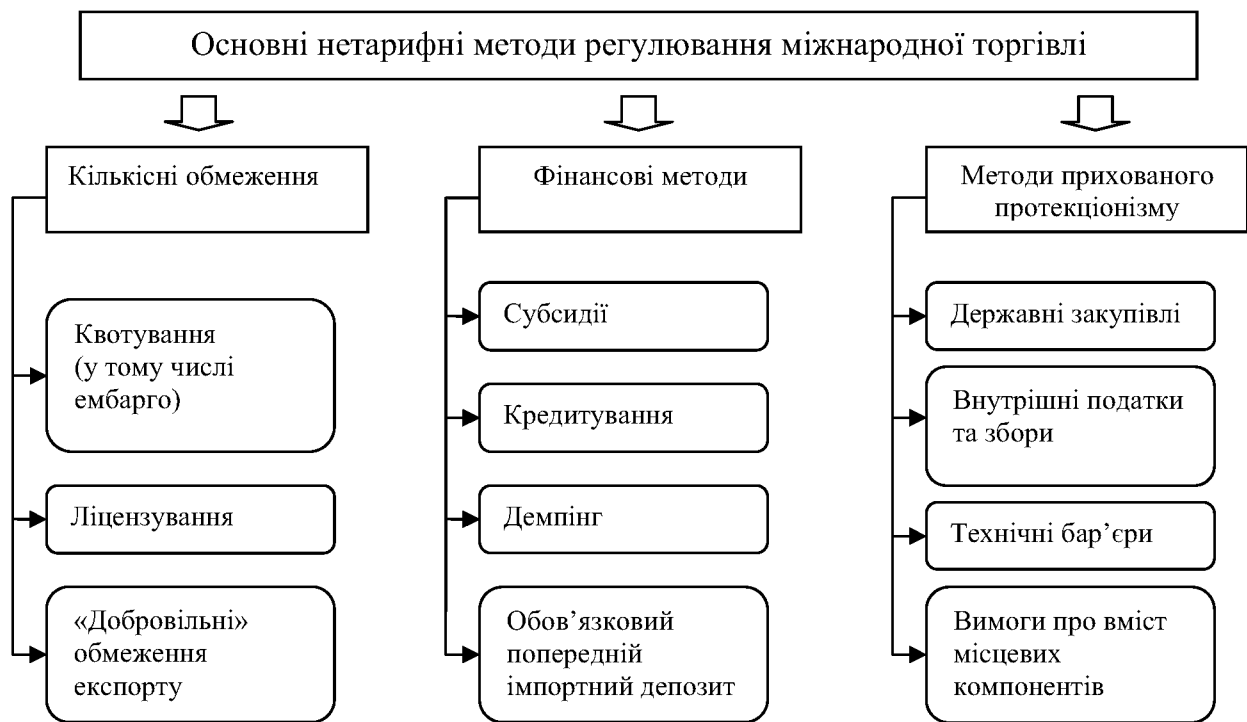 Основні нетарифні методи регулювання міжнародної торгівлі
Кількісні обмеження
Квотування
(у тому числі
ембарго)
Ліцензування
«Добровільні»
обмеження
експорту
Фінансові методи
Субсидії
Кредитування
Демпінг
Обов’язковий
попередній
імпортний депозит
Методи прихованого
протекціонізму
Державні закупівлі
Внутрішні податки
та збори
Технічні бар’єри
Вимоги про вміст
місцевих
компонентів